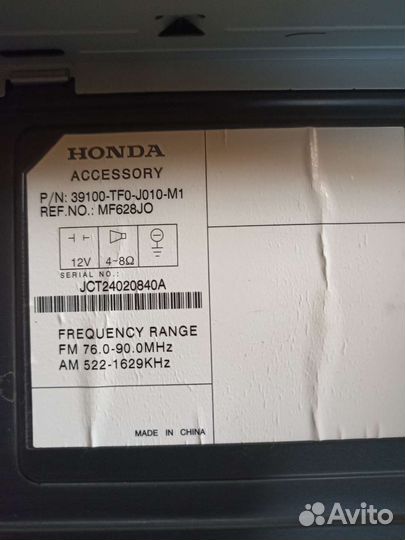 HONDA
ACCESSORY
P/N: 39100-TF0-J010-M1
REF.NO.: MF628JO
12V 4-8Ω
SERIAL NO.:
JCT24020840A
FREQUENCY RANGE
FM 76.0-90.0MHz
AM 522-1629KHz
MADE IN CHINA
Avito